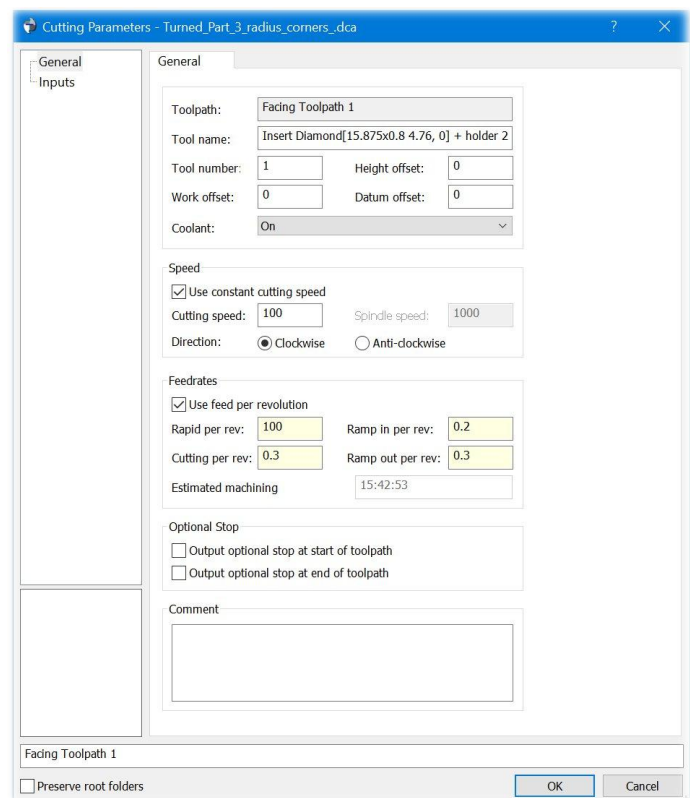 Cutting Parameters - Turned_Part_3_radius_corners_.dca
General
Inputs
General
Toolpath: Facing Toolpath 1
Tool name: Insert Diamond[15.875x0.8 4.76, 0] + holder 2
Tool number: 1 Height offset: 0
Work offset: 0 Datum offset: 0
Coolant: On
Speed
Use constant cutting speed
Cutting speed: 100 Spindle speed: 1000
Direction: Clockwise Anti-clockwise
Feedrates
Use feed per revolution
Rapid per rev: 100 Ramp in per rev: 0.2
Cutting per rev: 0.3 Ramp out per rev: 0.3
Estimated machining 15:42:53
Optional Stop
Output optional stop at start of toolpath
Output optional stop at end of toolpath
Comment
Facing Toolpath 1
Preserve root folders OK Cancel